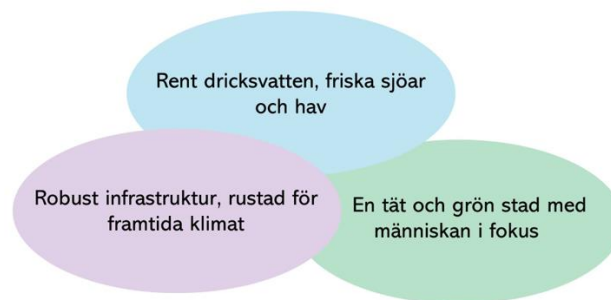 Rent dricksvatten, friska sjöar
och hav
Robust infrastruktur, rustad för
framtida klimat
En tät och grön stad med
människan i fokus